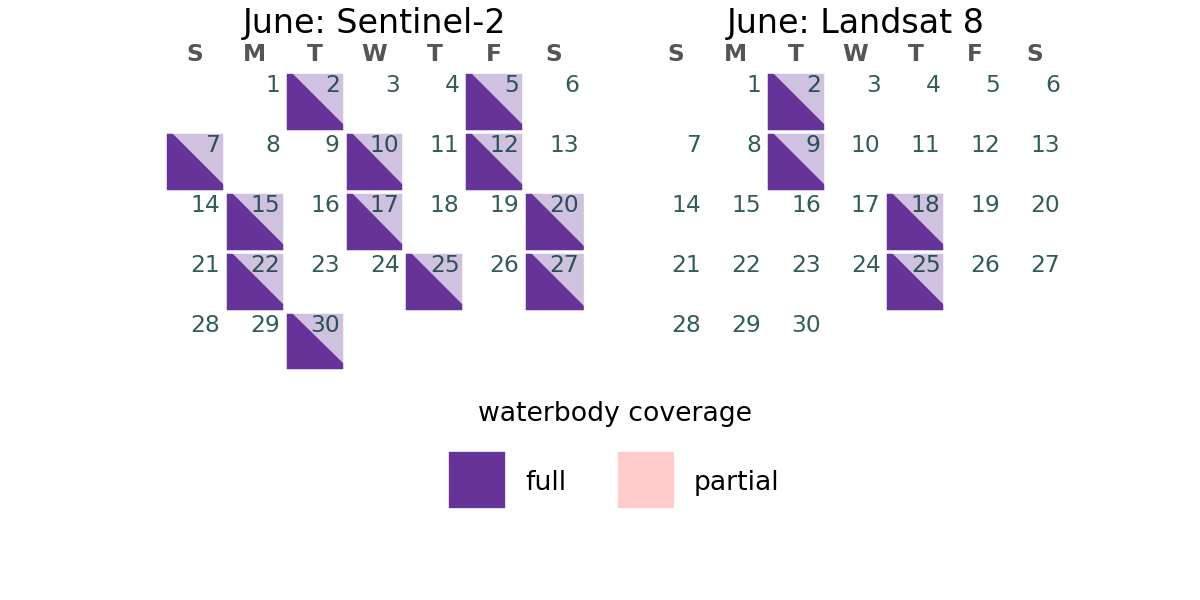 June: Sentinel-2
S M T W T F S
1 2 3 4 5 6
7 8 9 10 11 12 13
14 15 16 17 18 19 20
21 22 23 24 25 26 27
28 29 30
June: Landsat 8
S M T W T F S
1 2 3 4 5 6
7 8 9 10 11 12 13
14 15 16 17 18 19 20
21 22 23 24 25 26 27
28 29 30
waterbody coverage
full partial